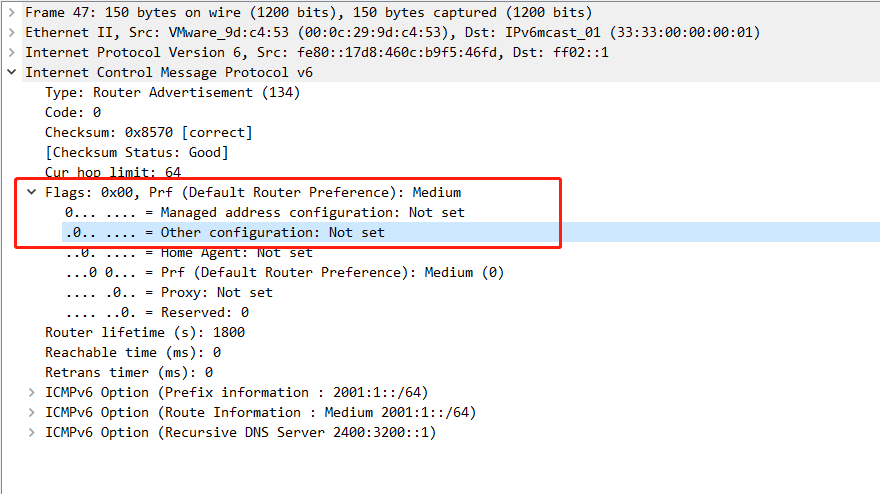 Frame 47: 150 bytes on wire (1200 bits), 150 bytes captured (1200 bits)
Ethernet II, Src: VMware_9d:c4:53 (00:0c:29:9d:c4:53), Dst: IPv6mcast_01 (33:33:00:00:00:01)
Internet Protocol Version 6, Src: fe80::17d8:460c:b9f5:46fd, Dst: ff02::1
Internet Control Message Protocol v6
Type: Router Advertisement (134)
Code: 0
Checksum: 0x8570 [correct]
[Checksum Status: Good]
Cur hop limit: 64
Flags: 0x00, Prf (Default Router Preference): Medium
0... .... = Managed address configuration: Not set
.0.. .... = Other configuration: Not set
..0. .... = Home Agent: Not set
...0 0... = Prf (Default Router Preference): Medium (0)
.... .0.. = Proxy: Not set
.... ..0. = Reserved: 0
Router lifetime (s): 1800
Reachable time (ms): 0
Retrans timer (ms): 0
ICMPv6 Option (Prefix information : 2001:1::/64)
ICMPv6 Option (Route Information : Medium 2001:1::/64)
ICMPv6 Option (Recursive DNS Server 2400:3200::1)